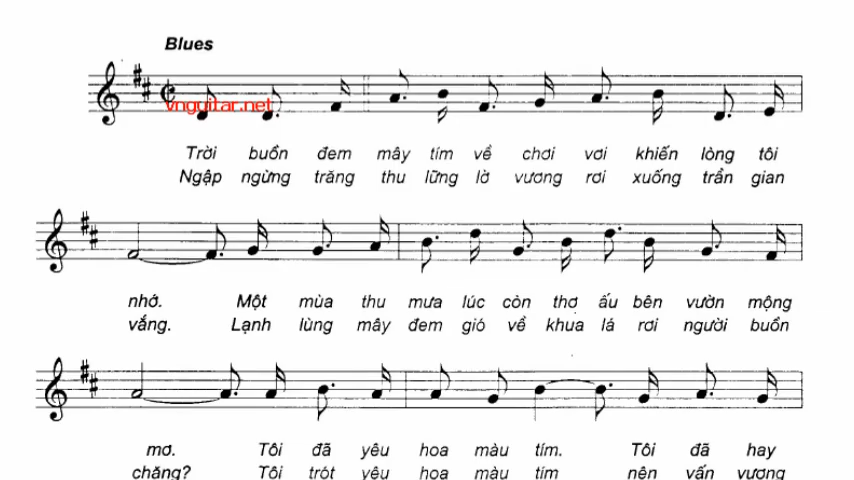 Blues
vnguitar.net
Trời buồn đem mây tím về chơi vơi khiến lòng tôi
Ngập ngừng trăng thu lững lờ vương rơi xuống trần gian
nhớ. Một mùa thu mưa lúc còn thơ ấu bên vườn mộng
vắng. Lạnh lùng mây đem gió về khua lá rơi người buồn
mơ. Tôi đã yêu hoa màu tím. Tôi đã hay
chăng? Tôi trót yêu hoa màu tím nên vấn vương